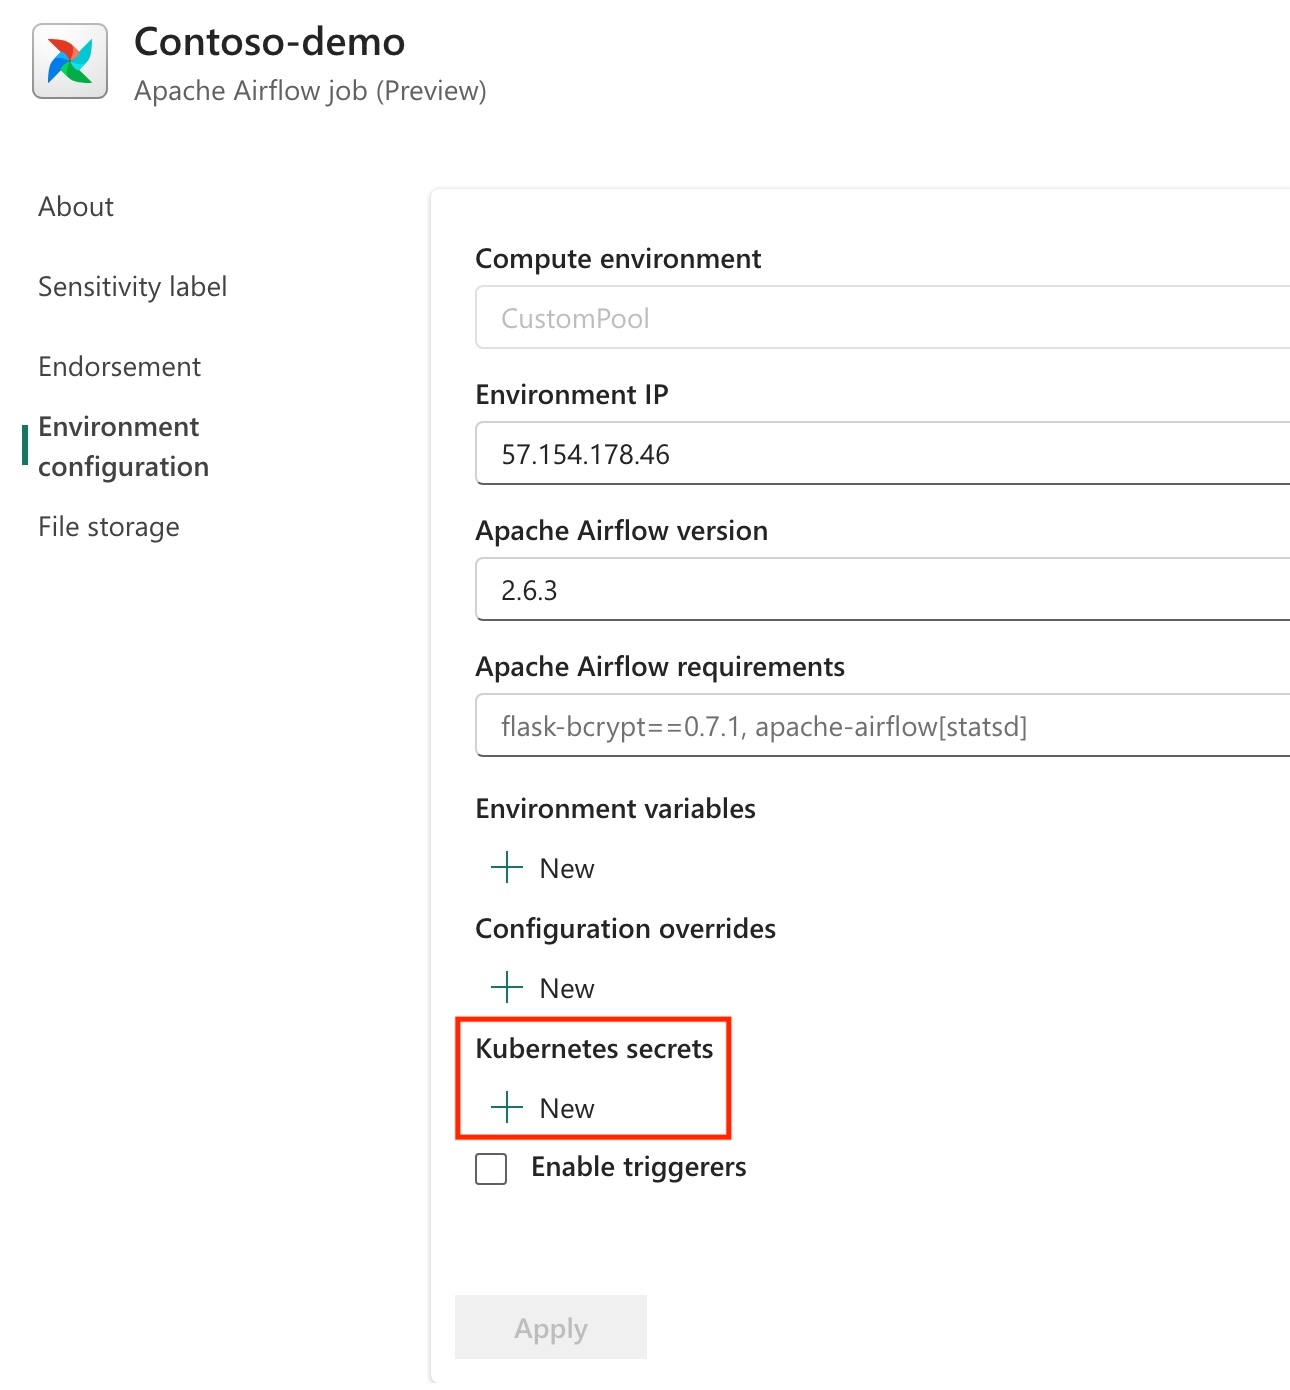 Contoso-demo
Apache Airflow job (Preview)
About
Sensitivity label
Endorsement
Environment
configuration
File storage
Compute environment
CustomPool
Environment IP
57.154.178.46
Apache Airflow version
2.6.3
Apache Airflow requirements
flask-bcrypt==0.7.1, apache-airflow[statsd]
Environment variables
New
Configuration overrides
New
Kubernetes secrets
New
Enable triggerers
Apply